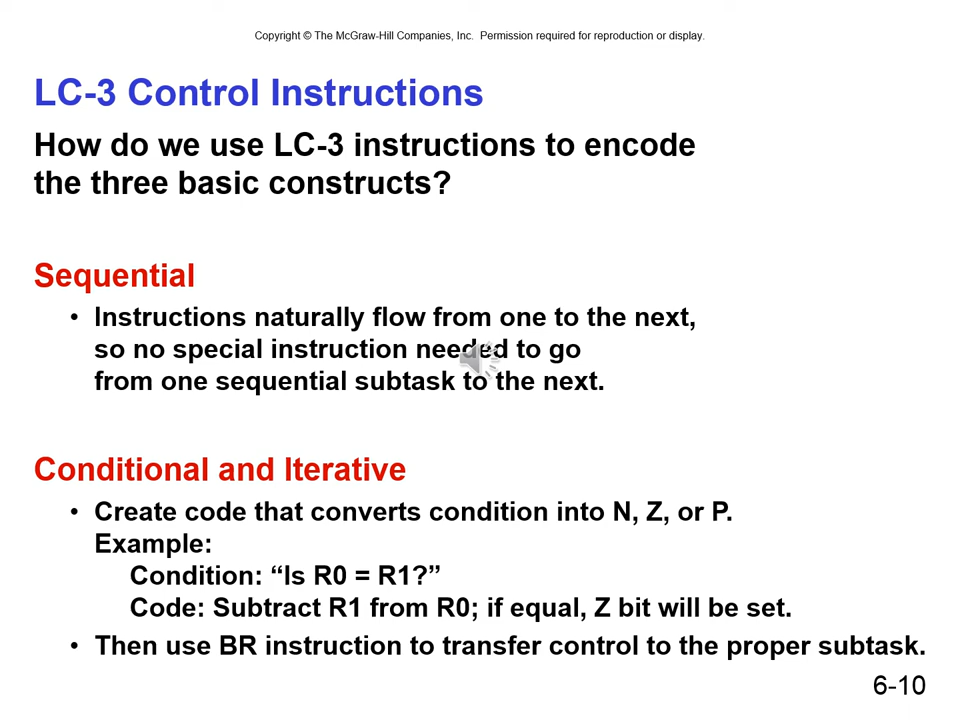 Copyright © The McGraw-Hill Companies, Inc.  Permission required for reproduction or display.
LC-3 Control Instructions
How do we use LC-3 instructions to encode
the three basic constructs?
Sequential
• Instructions naturally flow from one to the next,
so no special instruction needed to go
from one sequential subtask to the next.
Conditional and Iterative
• Create code that converts condition into N, Z, or P.
Example:
Condition: “Is R0 = R1?”
Code: Subtract R1 from R0; if equal, Z bit will be set.
• Then use BR instruction to transfer control to the proper subtask.
6-10